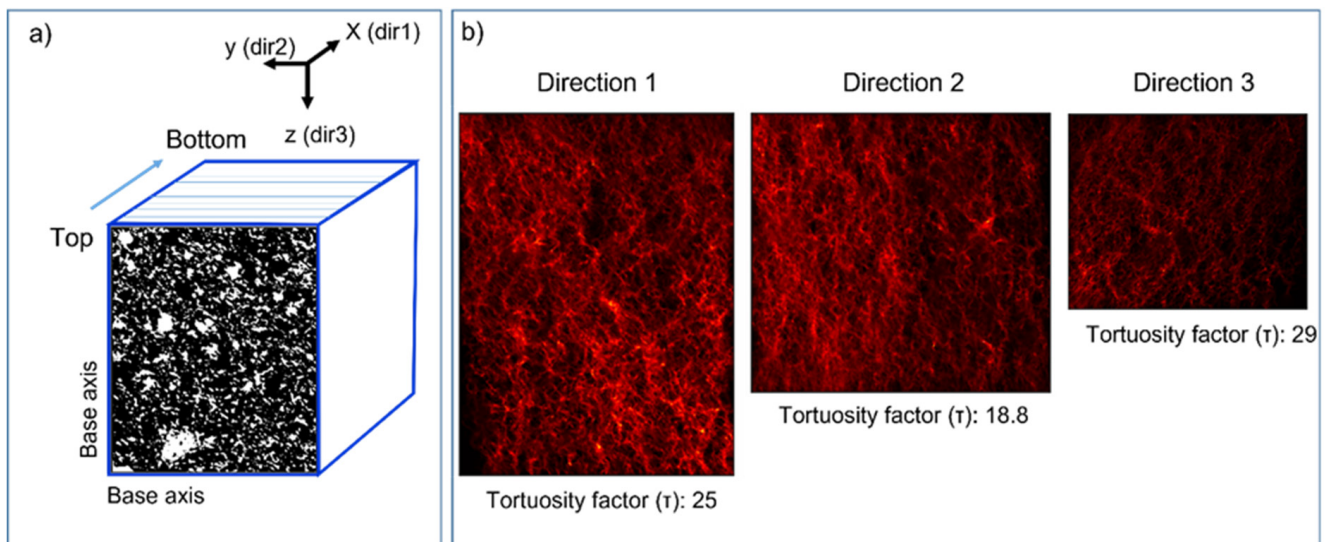 a)
X (dir1)
y (dir2)
z (dir3)
Bottom
Top
Base axis
Base axis
b)
Direction 1
Direction 2
Direction 3
Tortuosity factor (τ): 25
Tortuosity factor (τ): 18.8
Tortuosity factor (τ): 29